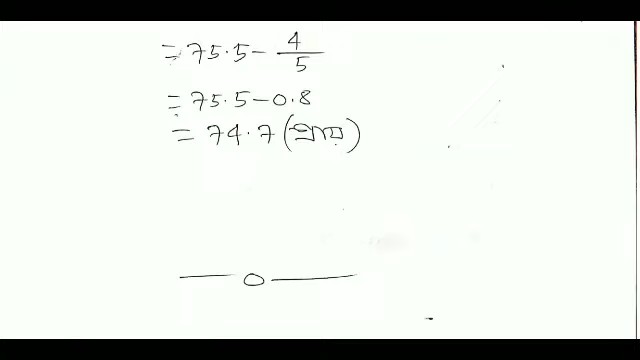 = 75.5 - 4/5
= 75.5 - 0.8
= 74.7 (প্রায়)